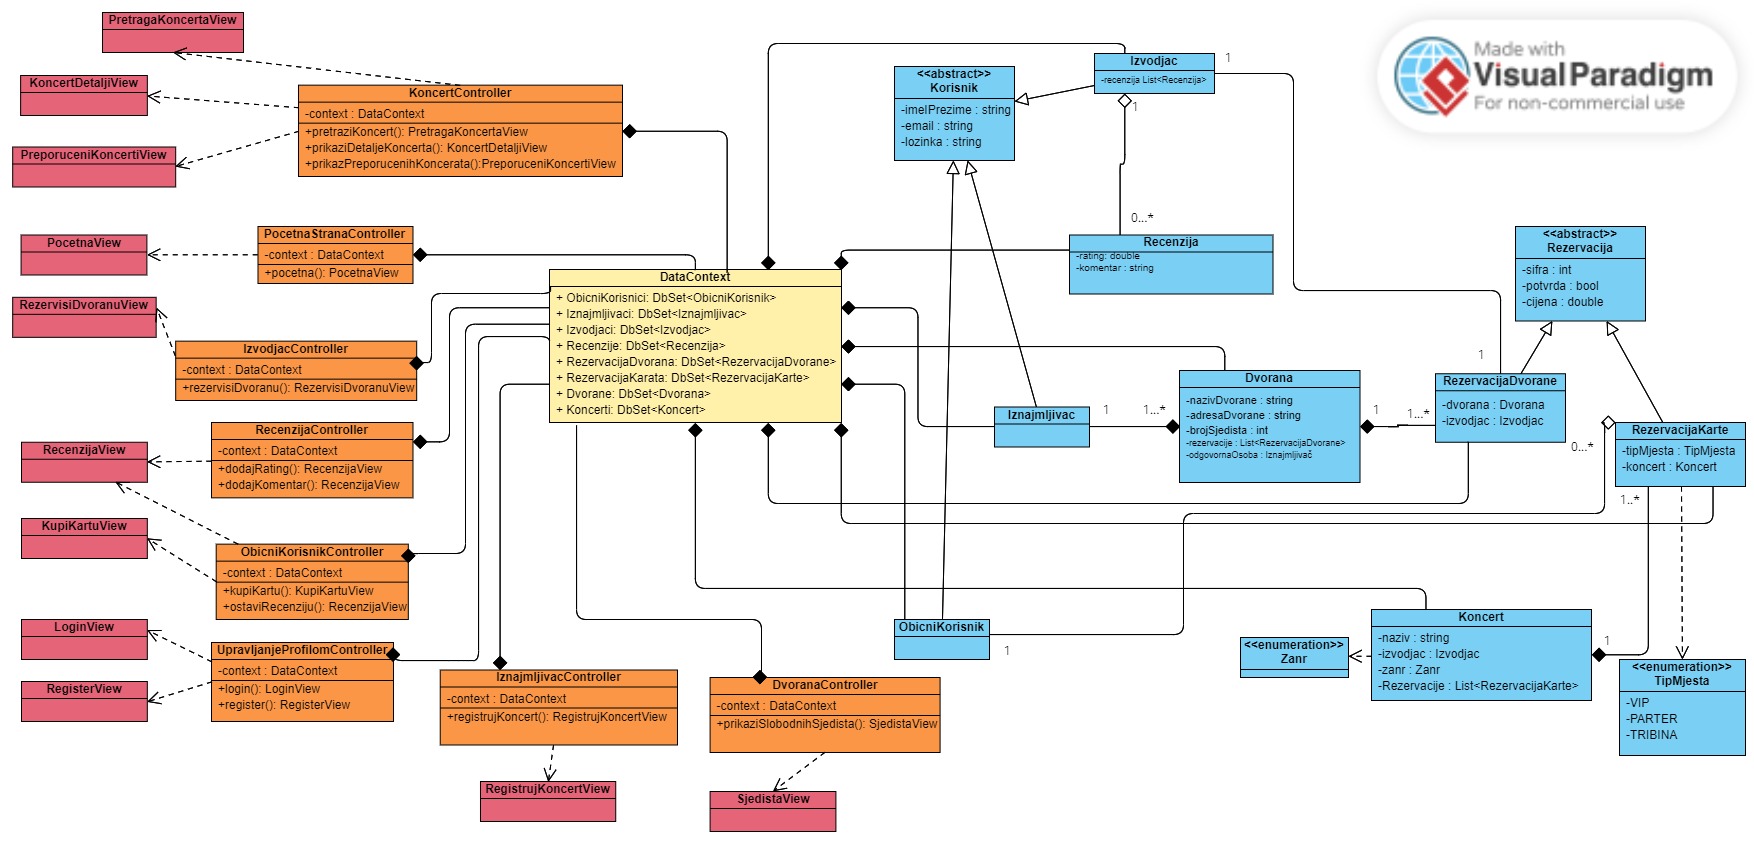 PretragaKoncertaView
KoncertDetaljiView
PreporuceniKoncertiView
KoncertController
-context : DataContext
+pretraziKoncert(): PretragaKoncertaView
+prikaziDetaljeKoncerta(): KoncertDetaljiView
+prikazPreporucenihKoncerata():PreporuceniKoncertiView
<<abstract>>
Korisnik
-imeIPrezime : string
-email : string
-lozinka : string
Izvodjac
-recenzija List<Recenzija>
1
1
Made with
Visual Paradigm
For non-commercial use
0...*
Recenzija
-rating: double
-komentar : string
<<abstract>>
Rezervacija
-sifra : int
-potvrda : bool
-cijena : double
PocetnaView
PocetnaStranaController
-context : DataContext
+pocetna(): PocetnaView
RezervisiDvoranuView
IzvodjacController
-context : DataContext
+rezervisiDvoranu(): RezervisiDvoranuView
DataContext
+ ObicniKorisnici: DbSet<ObicniKorisnik>
+ Iznajmljivaci: DbSet<Iznajmljivac>
+ Izvodjaci: DbSet<Izvodjac>
+ Recenzije: DbSet<Recenzija>
+ RezervacijaDvorana: DbSet<RezervacijaDvorane>
+ RezervacijaKarata: DbSet<RezervacijaKarte>
+ Dvorane: DbSet<Dvorana>
+ Koncerti: DbSet<Koncert>
Iznajmljivac
1
1...*
Dvorana
-nazivDvorane : string
-adresaDvorane : string
-brojSjedista : int
-rezervacije : List<RezervacijaDvorane>
-odgovornaOsoba : Iznajmljivač
1
1...*
1
RezervacijaDvorane
-dvorana : Dvorana
-izvodjac : Izvodjac
0...*
RezervacijaKarte
-tipMjesta : TipMjesta
-koncert : Koncert
1..*
RecenzijaView
RecenzijaController
-context : DataContext
+dodajRating(): RecenzijaView
+dodajKomentar(): RecenzijaView
KupiKartuView
ObicniKorisnikController
-context : DataContext
+kupiKartu(): KupiKartuView
+ostaviRecenziju(): RecenzijaView
LoginView
RegisterView
UpravljanjeProfilomController
-context : DataContext
+login(): LoginView
+register(): RegisterView
IznajmljivacController
-context : DataContext
+registrujKoncert(): RegistrujKoncertView
RegistrujKoncertView
DvoranaController
-context : DataContext
+prikaziSlobodnihSjedista(): SjedistaView
SjedistaView
ObicniKorisnik
1
<<enumeration>>
Zanr
Koncert
-naziv : string
-izvodjac : Izvodjac
-zanr : Zanr
-Rezervacije : List<RezervacijaKarte>
1
<<enumeration>>
TipMjesta
-VIP
-PARTER
-TRIBINA